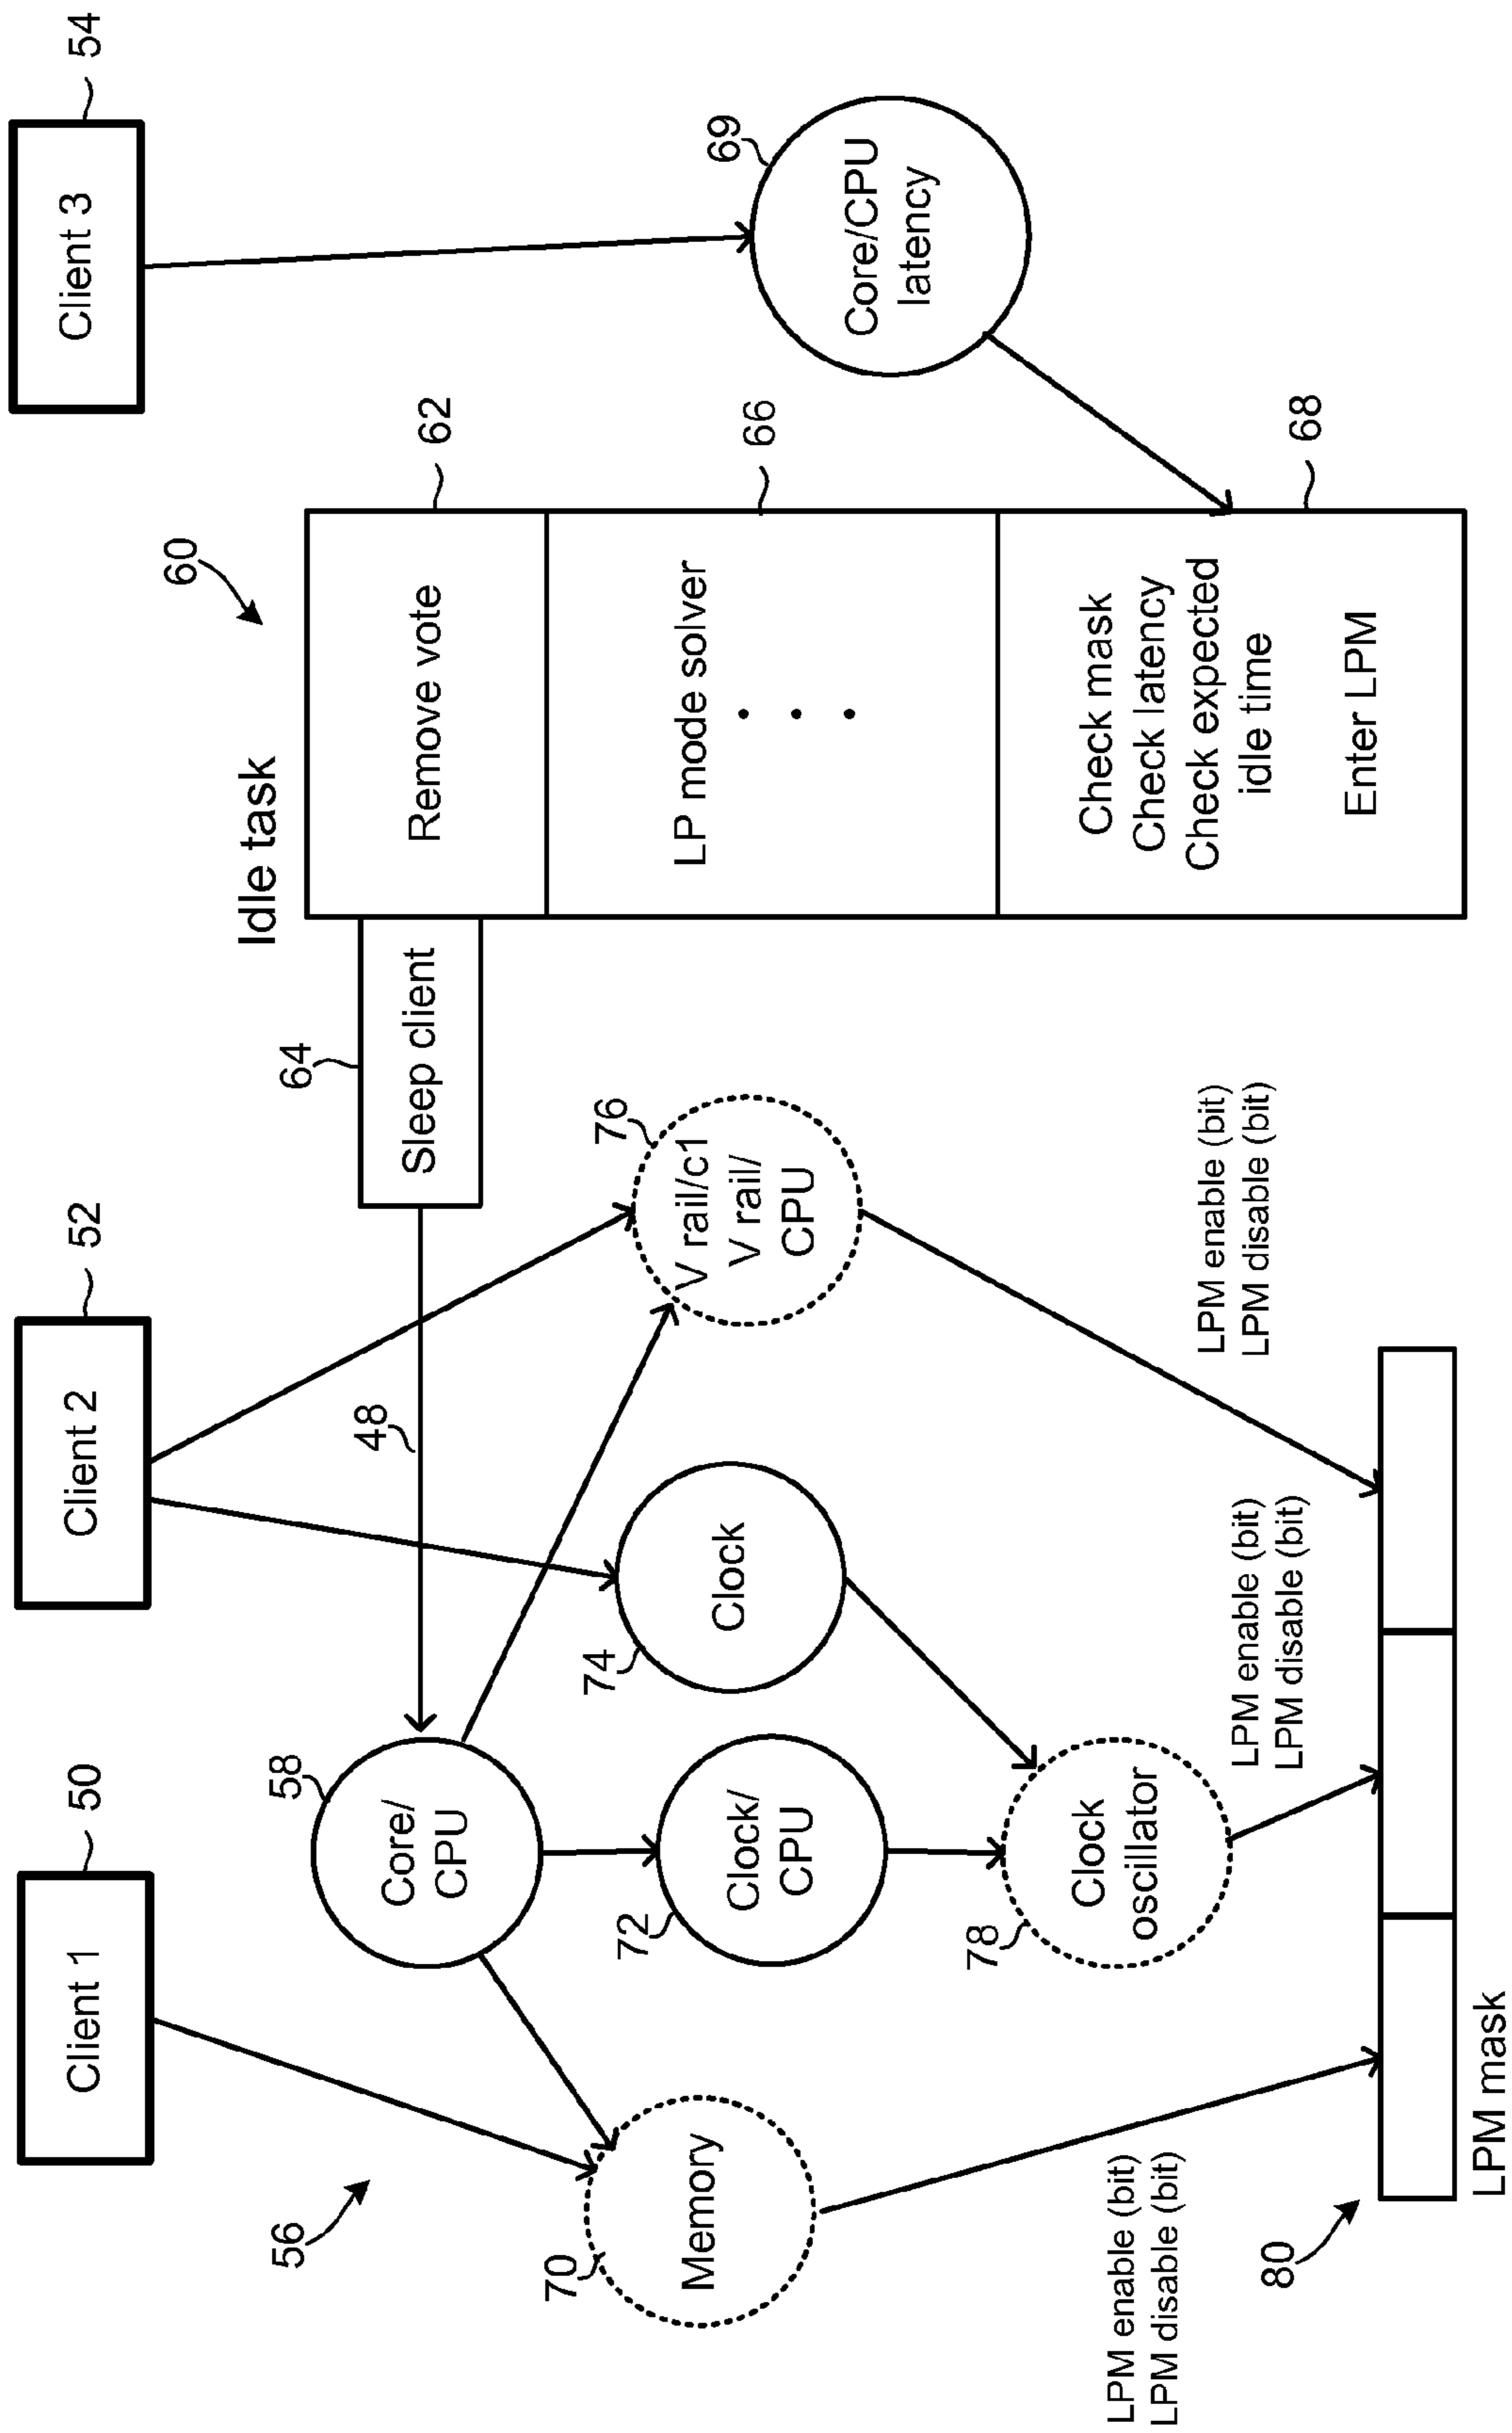 Client 1
50
Client 2
52
Client 3
54
56
58
Core/
CPU
48
64
Sleep client
Idle task
60
Remove vote
62
LP mode solver
66
Check mask
Check latency
Check expected
idle time
Enter LPM
68
69
Core/CPU
latency
70
Memory
72
Clock/
CPU
74
Clock
76
V rail/c1
V rail/
CPU
78
Clock
oscillator
LPM enable (bit)
LPM disable (bit)
LPM enable (bit)
LPM disable (bit)
LPM enable (bit)
LPM disable (bit)
80
LPM mask